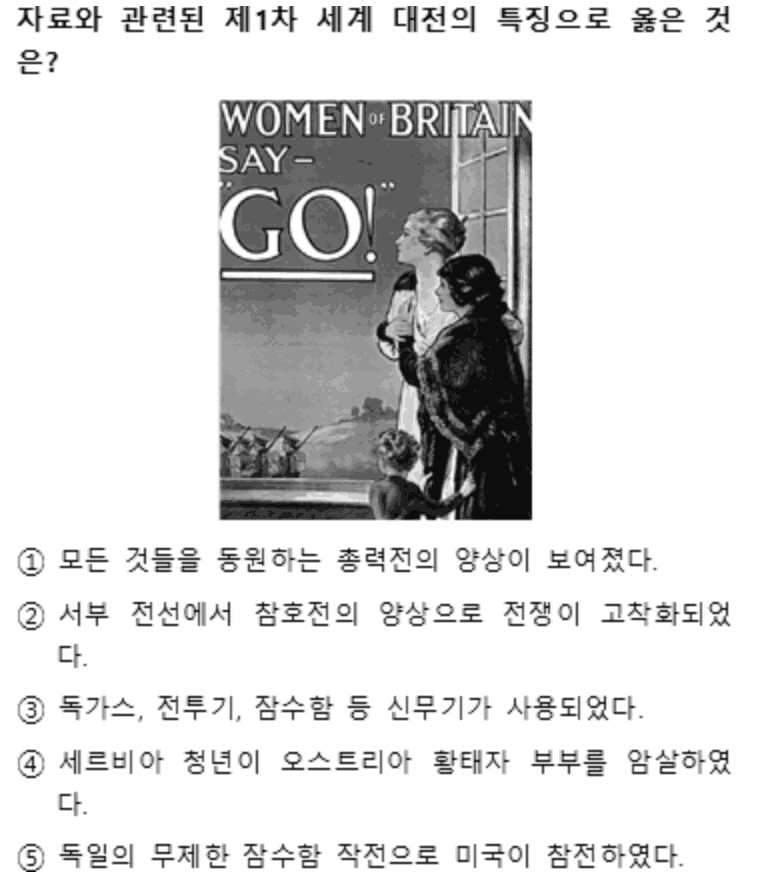 자료와 관련된 제1차 세계 대전의 특징으로 옳은 것
은?
WOMEN OF BRITAIN
SAY–
"GO!"
① 모든 것들을 동원하는 총력전의 양상이 보여졌다.
② 서부 전선에서 참호전의 양상으로 전쟁이 고착화되었
다.
③ 독가스, 전투기, 잠수함 등 신무기가 사용되었다.
④ 세르비아 청년이 오스트리아 황태자 부부를 암살하였
다.
⑤ 독일의 무제한 잠수함 작전으로 미국이 참전하였다.